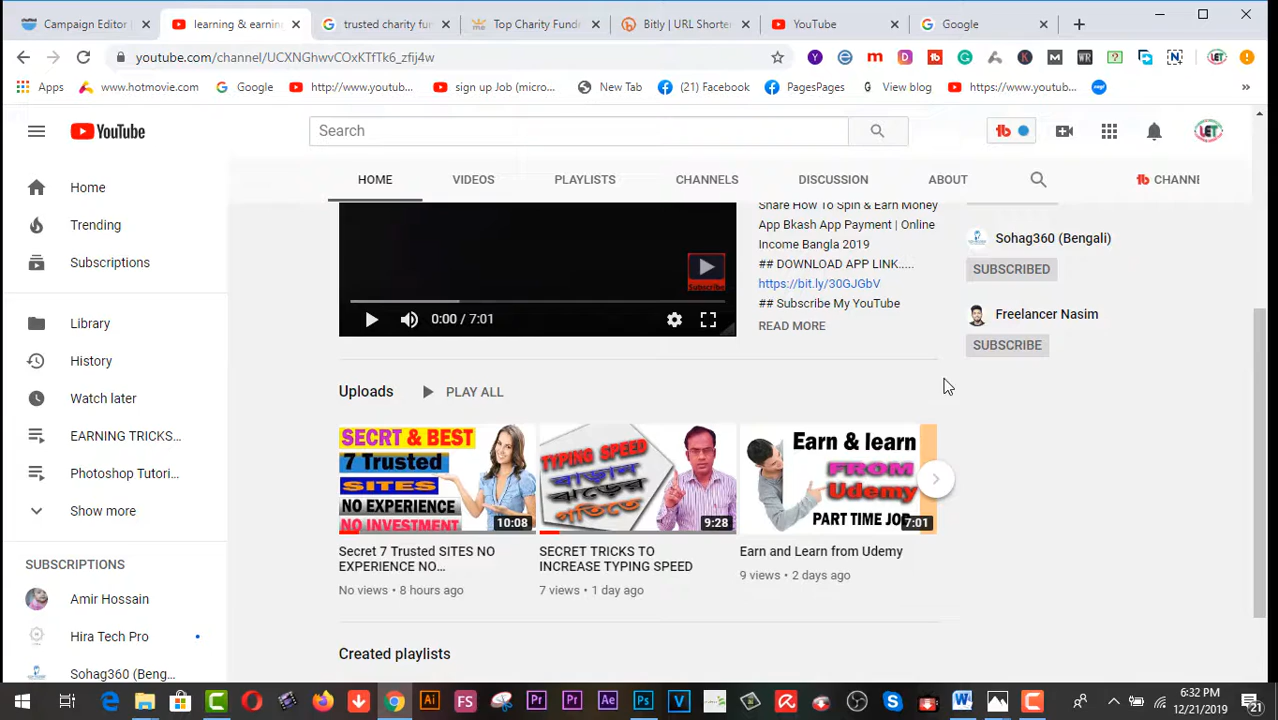 Campaign Editor
learning & earnin
trusted charity fu
Top Charity Fund
Bitly | URL Shorte
YouTube
Google
youtube.com/channel/UCXNGhwvCOxKTfTk6_zfij4w
Apps
www.hotmovie.com
Google
http://www.youtub...
sign up Job (micro...
New Tab
(21) Facebook
PagesPages
View blog
https://www.youtub...
YouTube
Search
LET
HOME
VIDEOS
PLAYLISTS
CHANNELS
DISCUSSION
ABOUT
CHANNE
Home
Trending
Subscriptions
Library
History
Watch later
EARNING TRICKS...
Photoshop Tutori...
Show more
SUBSCRIPTIONS
Amir Hossain
Hira Tech Pro
Sohag360 (Beng...
Subscribe
0:00 / 7:01
Share How To Spin & Earn Money
App Bkash App Payment | Online
Income Bangla 2019
## DOWNLOAD APP LINK.....
https://bit.ly/30GJGbV
## Subscribe My YouTube
READ MORE
Sohag360 (Bengali)
SUBSCRIBED
Freelancer Nasim
SUBSCRIBE
Uploads
PLAY ALL
SECRT & BEST
7 Trusted
SITES
NO EXPERIENCE
NO INVESTMENT
10:08
Secret 7 Trusted SITES NO
EXPERIENCE NO...
No views • 8 hours ago
TYPING SPEED
বাড়ান
ঝড়ের
গতিতে
9:28
SECRET TRICKS TO
INCREASE TYPING SPEED
7 views • 1 day ago
Earn & learn
FROM
Udemy
PART TIME JOB
7:01
Earn and Learn from Udemy
9 views • 2 days ago
Created playlists
6:32 PM
12/21/2019
21